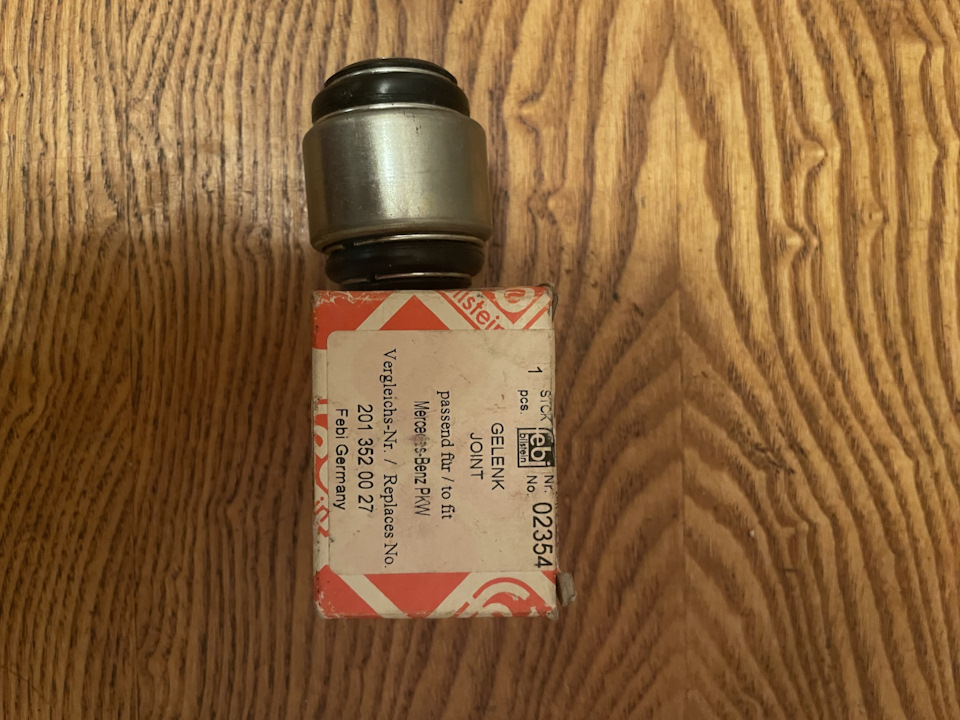 1 STCK febi Nr. 02354
pcs. bilstein No.
GELENK
JOINT
passend für / to fit
Mercedes-Benz PKW
Vergleichs-Nr. / Replaces No.
201 352 00 27
Febi Germany
bilstein